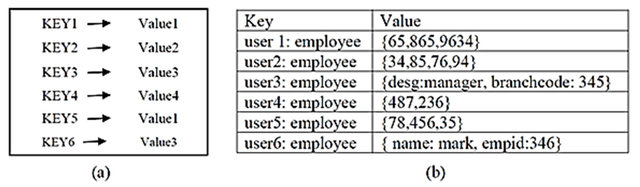 KEY1 → Value1
KEY2 → Value2
KEY3 → Value3
KEY4 → Value4
KEY5 → Value1
KEY6 → Value3
(a)
Key Value
user 1: employee {65,865,9634}
user2: employee {34,85,76,94}
user3: employee {desg:manager, branchcode: 345}
user4: employee {487,236}
user5: employee {78,456,35}
user6: employee { name: mark, empid:346}
(b)